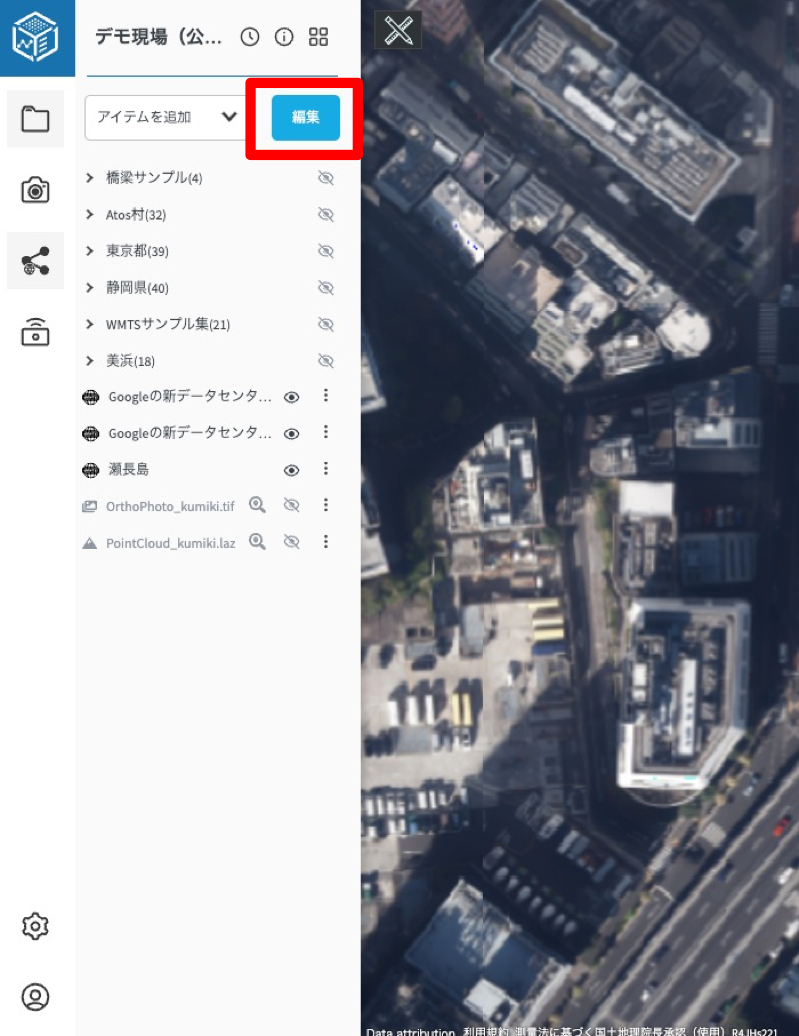 デモ現場（公...
アイテムを追加
編集
橋梁サンプル(4)
Atos村(32)
東京都(39)
静岡県(40)
WMTSサンプル集(21)
美浜(18)
Googleの新データセンタ...
Googleの新データセンタ...
瀬長島
OrthoPhoto_kumiki.tif
PointCloud_kumiki.laz
Data attribution 利用規約 測量法に基づく国土地理院長承認（使用）R4JHs221